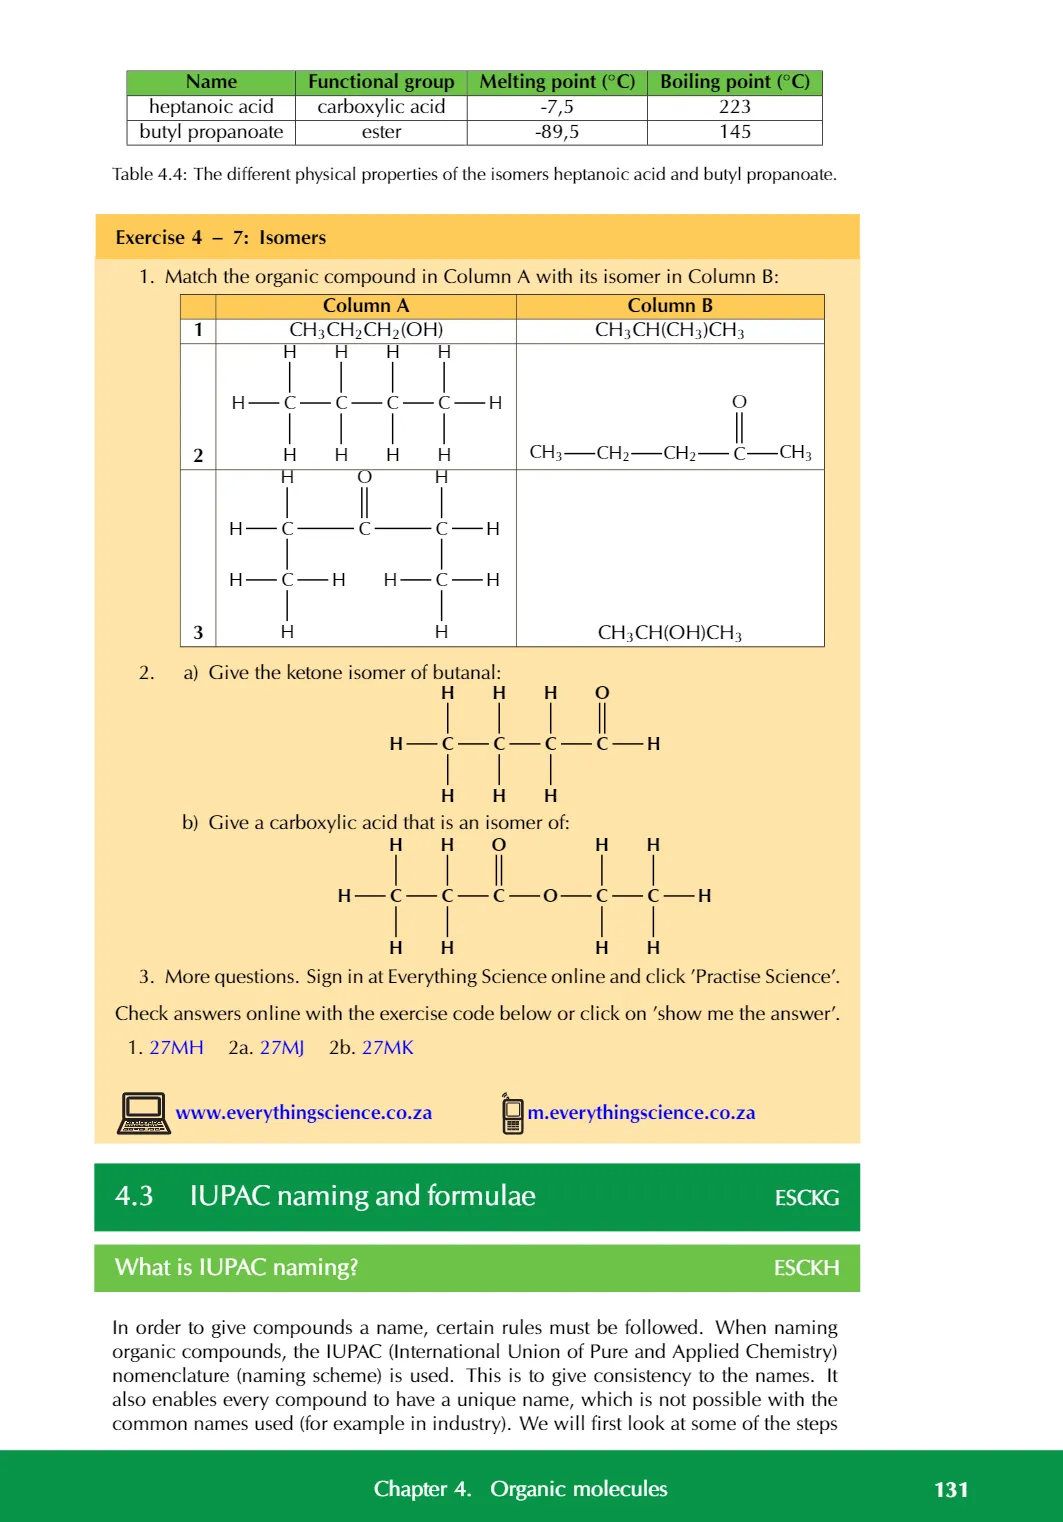 Name Functional group Melting point (°C) Boiling point (°C)
heptanoic acid carboxylic acid -7,5 223
butyl propanoate ester -89,5 145
Table 4.4: The different physical properties of the isomers heptanoic acid and butyl propanoate.
Exercise 4 – 7: Isomers
1. Match the organic compound in Column A with its isomer in Column B:
Column A Column B
1 CH₃CH₂CH₂(OH) CH₃CH(CH₃)CH₃
H H H H
H C C C C H
O
2 H H H H CH₃ CH₂ CH₂ C CH₃
H O H
H C C C H
H C H H C H
3 H H CH₃CH(OH)CH₃
2. a) Give the ketone isomer of butanal:
H H H O
H C C C C H
H H H
b) Give a carboxylic acid that is an isomer of:
H H O H H
H C C C O C C H
H H H H
3. More questions. Sign in at Everything Science online and click ’Practise Science’.
Check answers online with the exercise code below or click on ’show me the answer’.
1. 27MH 2a. 27MJ 2b. 27MK
www.everythingscience.co.za m.everythingscience.co.za
4.3 IUPAC naming and formulae ESCKG
What is IUPAC naming? ESCKH
In order to give compounds a name, certain rules must be followed. When naming
organic compounds, the IUPAC (International Union of Pure and Applied Chemistry)
nomenclature (naming scheme) is used. This is to give consistency to the names. It
also enables every compound to have a unique name, which is not possible with the
common names used (for example in industry). We will first look at some of the steps
Chapter 4. Organic molecules 131